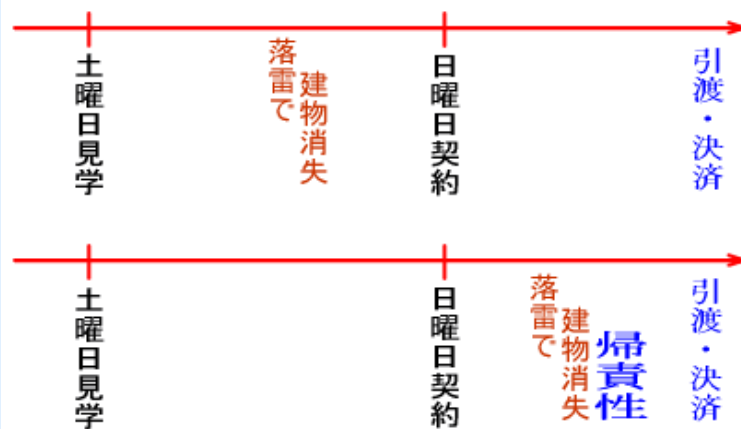 土曜日見学
落雷で
建物消失
日曜日契約
引渡・決済
土曜日見学
日曜日契約
落雷で
建物消失
帰責性
引渡・決済